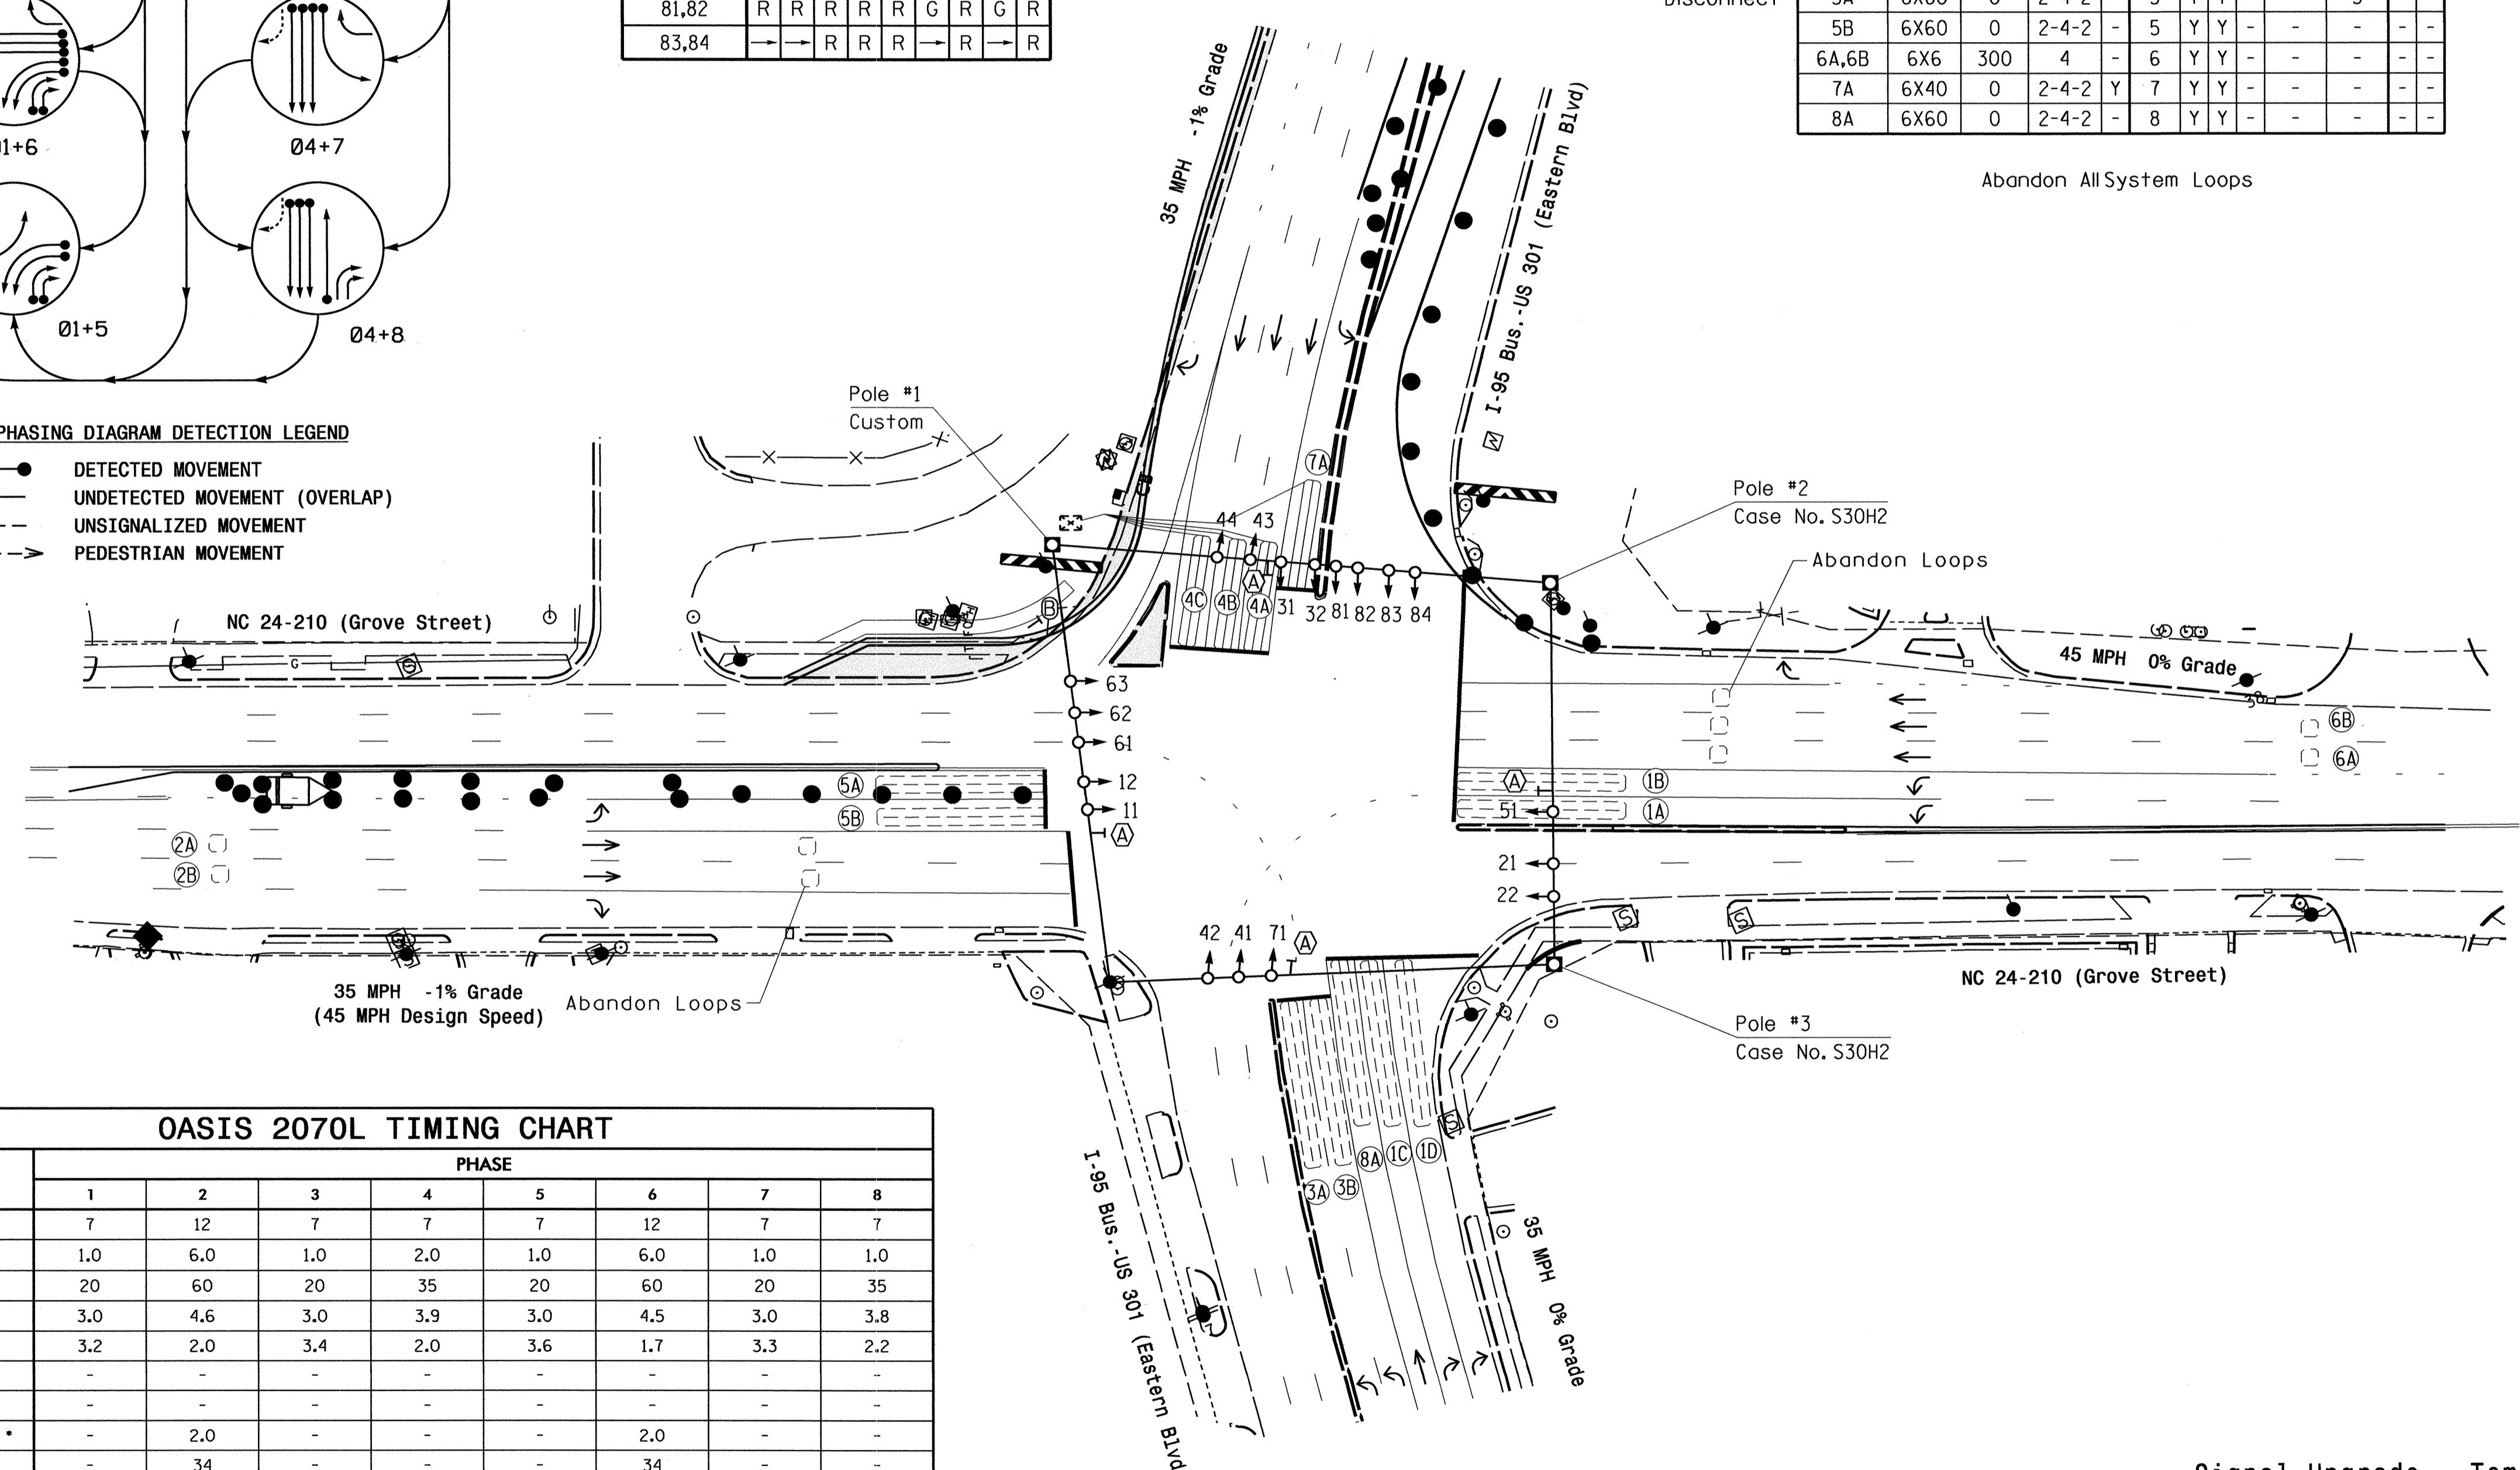 81,82 R R R R R G R G R
83,84 → → R R R → R → R
5B 6X60 0 2-4-2 - 5 Y Y - - - - -
6A,6B 6X6 300 4 - 6 Y Y - - - - -
7A 6X40 0 2-4-2 Y 7 Y Y - - - - -
8A 6X60 0 2-4-2 - 8 Y Y - - - - -
Abandon All System Loops
Ø4+7
Ø1+5
Ø4+8
PHASING DIAGRAM DETECTION LEGEND
DETECTED MOVEMENT
UNDETECTED MOVEMENT (OVERLAP)
UNSIGNALIZED MOVEMENT
PEDESTRIAN MOVEMENT
35 MPH -1% Grade
I-95 Bus.-US 301 (Eastern Blvd)
W
Pole #1
Custom
Pole #2
Case No. S30H2
Abandon Loops
7A
44 43
A
4C 4B 4A 31 32 81 82 83 84
B
NC 24-210 (Grove Street)
G
S
45 MPH 0% Grade
63
62
61
12
11
A
5A
5B
2A
2B
6B
6A
A
1B
51
1A
21
22
S
S
42 41 71 A
35 MPH -1% Grade
(45 MPH Design Speed)
Abandon Loops
NC 24-210 (Grove Street)
Pole #3
Case No. S30H2
S
3A 3B 8A 1C 1D
I-95 Bus.-US 301 (Eastern Blvd
35 MPH 0% Grade
OASIS 2070L TIMING CHART
PHASE
1 2 3 4 5 6 7 8
7 12 7 7 7 12 7 7
1.0 6.0 1.0 2.0 1.0 6.0 1.0 1.0
20 60 20 35 20 60 20 35
3.0 4.6 3.0 3.9 3.0 4.5 3.0 3.8
3.2 2.0 3.4 2.0 3.6 1.7 3.3 2.2
- - - - - - - -
- - - - - - - -
* - 2.0 - - - 2.0 - -
- 34 - - - 34 - -